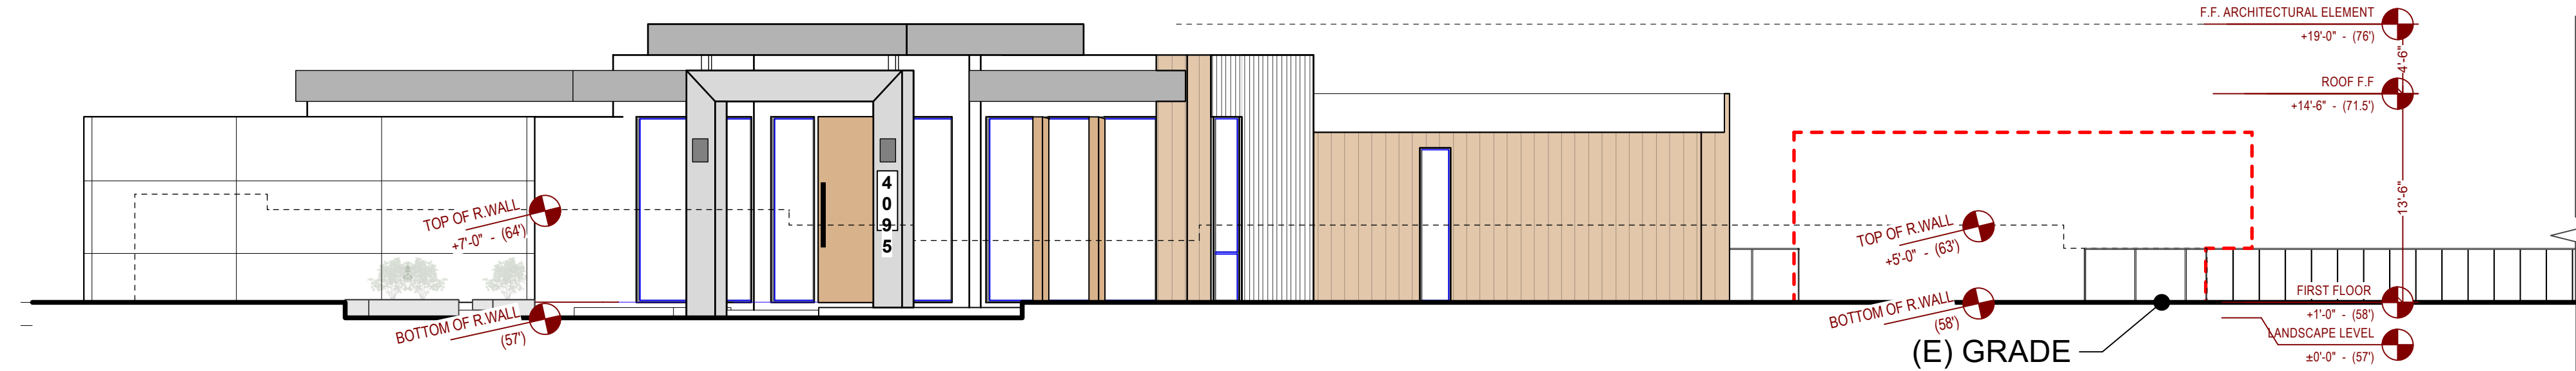 F.F. ARCHITECTURAL ELEMENT
+19'-0" - (76')
4'-6"
ROOF F.F
+14'-6" - (71.5')
13'-6"
4
0
9
5
TOP OF R.WALL
+7'-0" - (64')
TOP OF R.WALL
+5'-0" - (63')
BOTTOM OF R.WALL
(57')
BOTTOM OF R.WALL
(58')
FIRST FLOOR
+1'-0" - (58')
LANDSCAPE LEVEL
±0'-0" - (57')
(E) GRADE